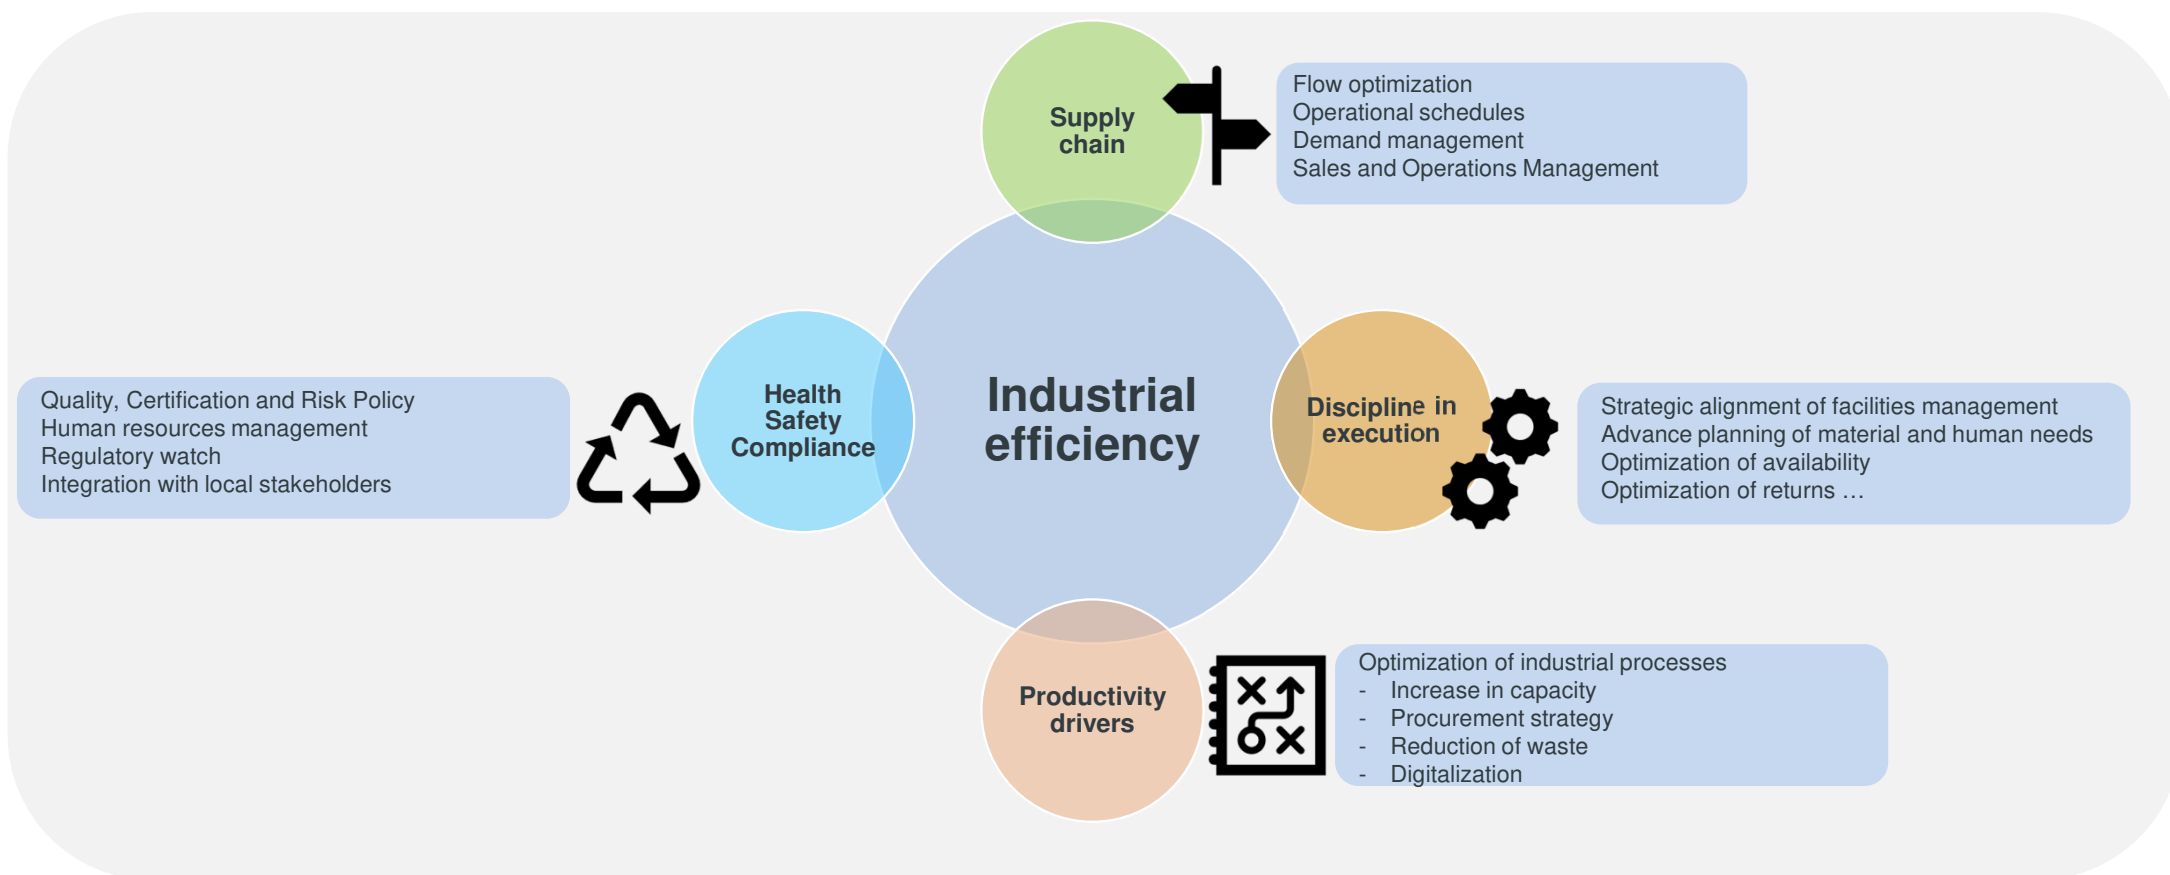 Supply
chain
Flow optimization
Operational schedules
Demand management
Sales and Operations Management
Quality, Certification and Risk Policy
Human resources management
Regulatory watch
Integration with local stakeholders
Health
Safety
Compliance
Industrial
efficiency
Discipline in
execution
Strategic alignment of facilities management
Advance planning of material and human needs
Optimization of availability
Optimization of returns …
Productivity
drivers
Optimization of industrial processes
- Increase in capacity
- Procurement strategy
- Reduction of waste
- Digitalization